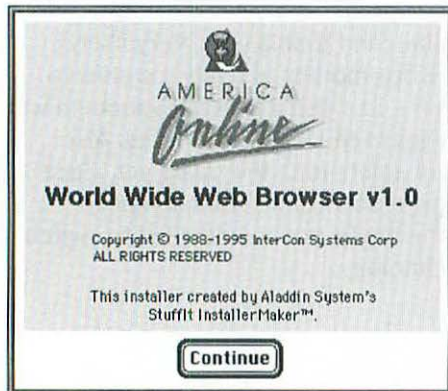 AMERICA
Online
World Wide Web Browser v1.0
Copyright © 1988-1995 InterCon Systems Corp
ALL RIGHTS RESERVED
This installer created by Aladdin System's
StuffIt InstallerMaker™.
Continue